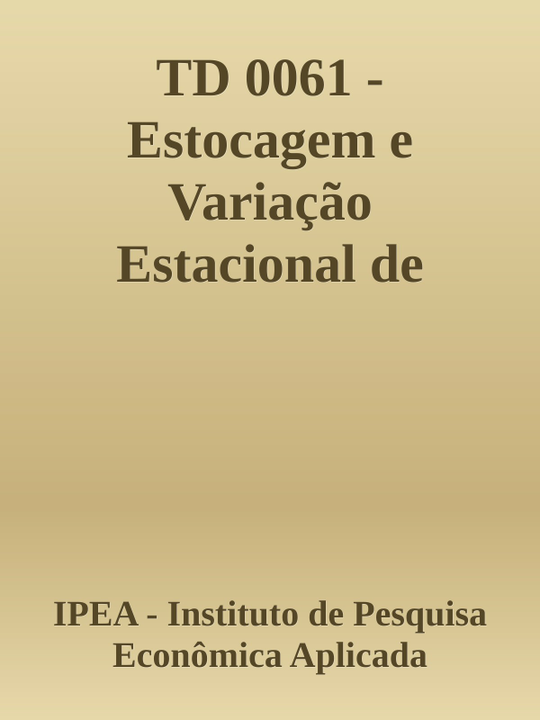 TD 0061 -
Estocagem e
Variação
Estacional de
IPEA - Instituto de Pesquisa
Econômica Aplicada